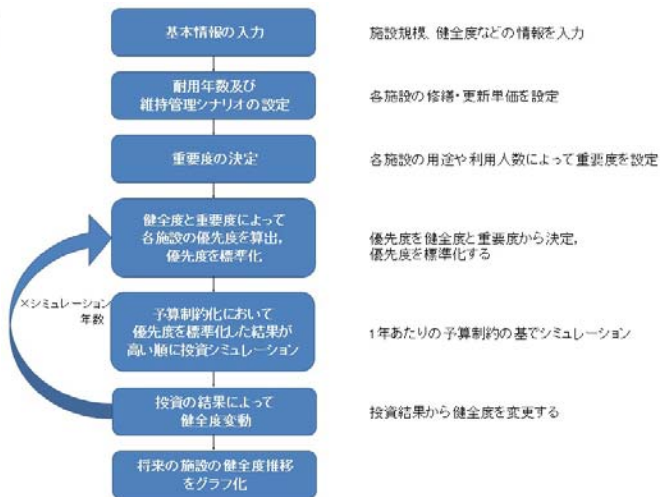 基本情報の入力
施設規模、健全度などの情報を入力
耐用年数及び
維持管理シナリオの設定
各施設の修繕・更新単価を設定
重要度の決定
各施設の用途や利用人数によって重要度を設定
健全度と重要度によって
各施設の優先度を算出,
優先度を標準化
優先度を健全度と重要度から決定,
優先度を標準化する
×シミュレーション
年数
予算制約化において
優先度を標準化した結果が
高い順に投資シミュレーション
1年あたりの予算制約の基でシミュレーション
投資の結果によって
健全度変動
投資結果から健全度を変更する
将来の施設の健全度推移
をグラフ化